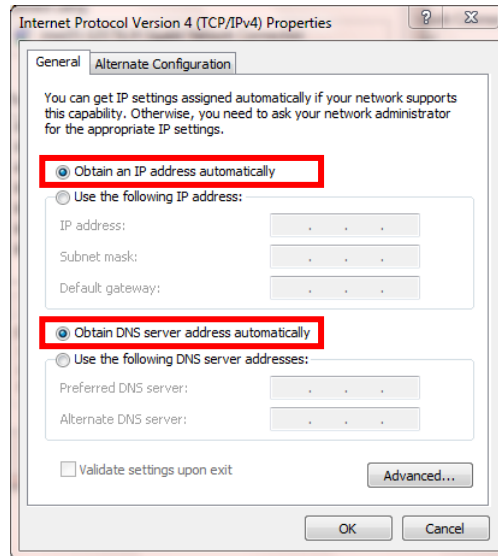 Internet Protocol Version 4 (TCP/IPv4) Properties
General
Alternate Configuration
You can get IP settings assigned automatically if your network supports
this capability. Otherwise, you need to ask your network administrator
for the appropriate IP settings.
Obtain an IP address automatically
Use the following IP address:
IP address:
Subnet mask:
Default gateway:
Obtain DNS server address automatically
Use the following DNS server addresses:
Preferred DNS server:
Alternate DNS server:
Validate settings upon exit
Advanced...
OK
Cancel